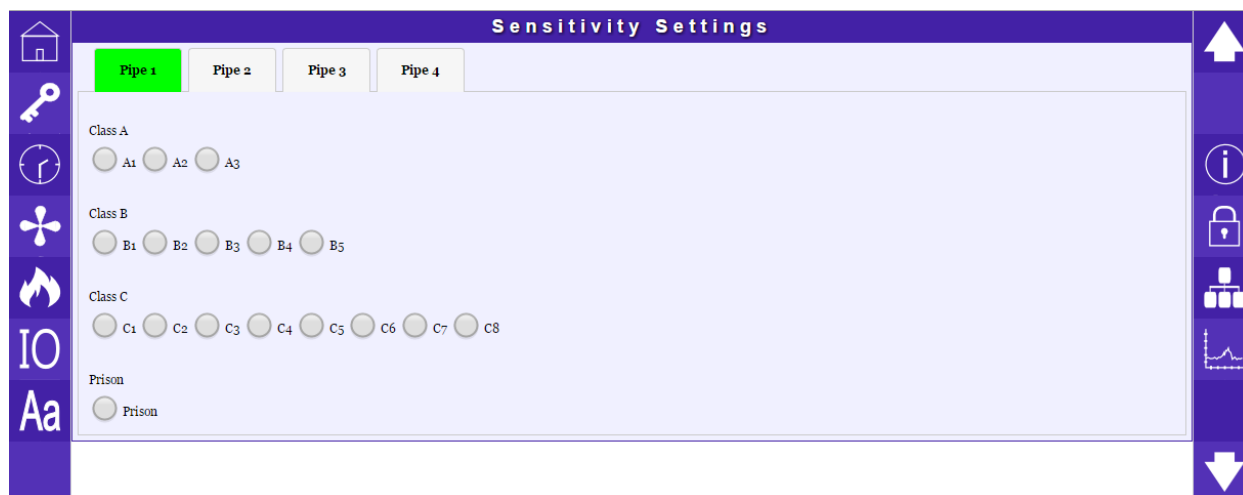 Sensitivity Settings
Pipe 1 Pipe 2 Pipe 3 Pipe 4
Class A
A1 A2 A3
Class B
B1 B2 B3 B4 B5
Class C
C1 C2 C3 C4 C5 C6 C7 C8
Prison
Prison
IO
Aa
i